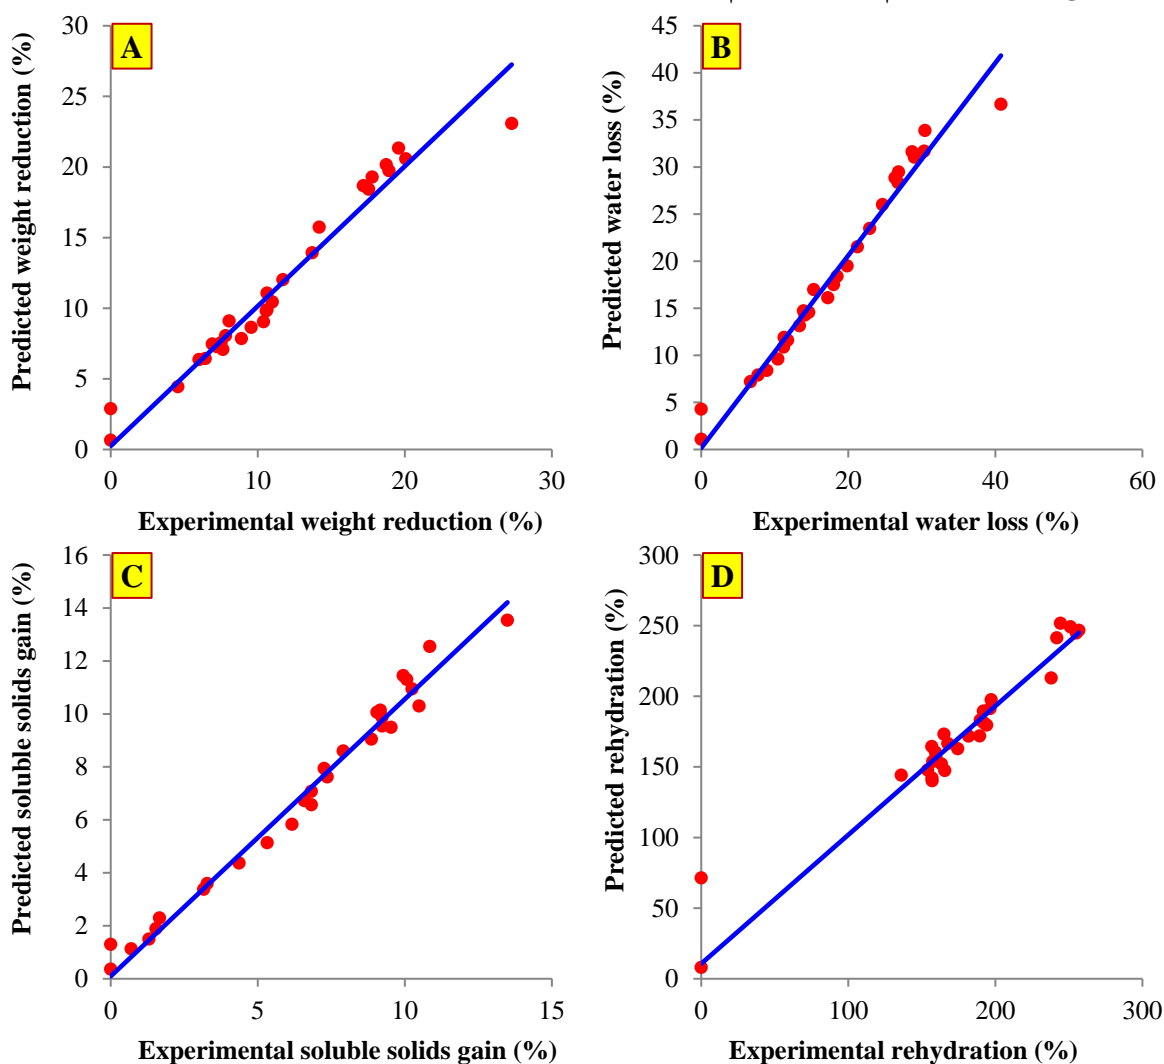 30
25
20
15
10
5
0
A
Predicted weight reduction (%)
0 10 20 30
Experimental weight reduction (%)
45
40
35
30
25
20
15
10
5
0
B
Predicted water loss (%)
0 20 40 60
Experimental water loss (%)
16
14
12
10
8
6
4
2
0
C
Predicted soluble solids gain (%)
0 5 10 15
Experimental soluble solids gain (%)
300
250
200
150
100
50
0
D
Predicted rehydration (%)
0 100 200 300
Experimental rehydration (%)